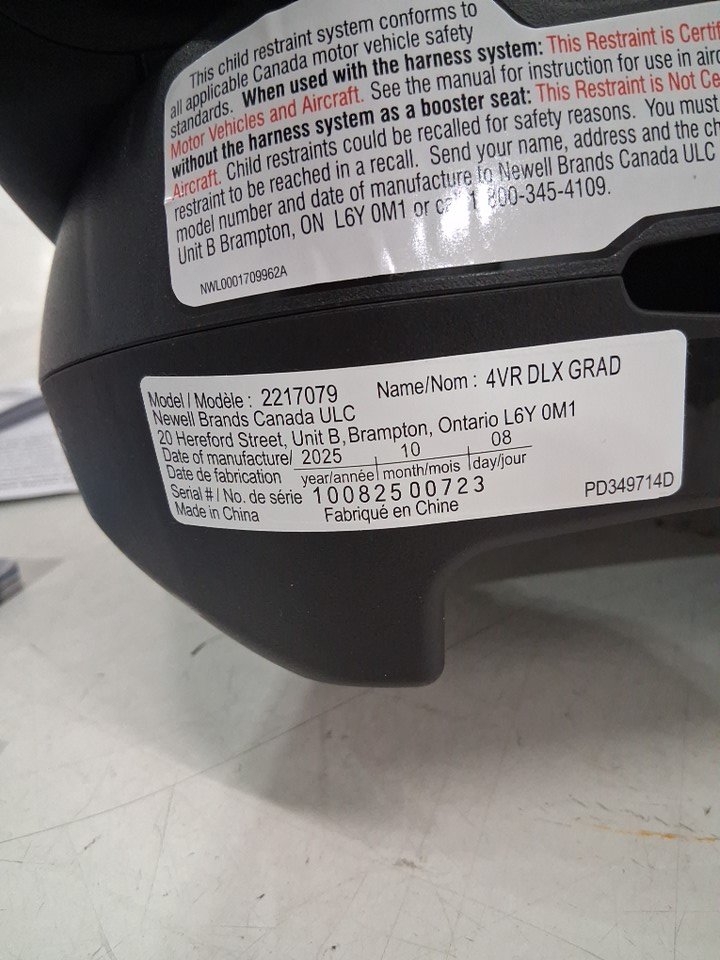 This child restraint system conforms to
all applicable Canada motor vehicle safety
standards. When used with the harness system: This Restraint is
Motor Vehicles and Aircraft. See the manual for instruction for use in
without the harness system as a booster seat: This Restraint is Not
Aircraft. Child restraints could be recalled for safety reasons. You must
restraint to be reached in a recall. Send your name, address and the
model number and date of manufacture to Newell Brands Canada ULC
Unit B Brampton, ON L6Y 0M1 or 1 800-345-4109.
NWL0001709962A
Model / Modèle : 2217079 Name/Nom : 4VR DLX GRAD
Newell Brands Canada ULC
20 Hereford Street, Unit B, Brampton, Ontario L6Y 0M1
Date of manufacture/ 2025 10 08
Date de fabrication year/année month/mois day/jour
Serial # / No. de série 10082500723
Made in China Fabriqué en Chine PD349714D